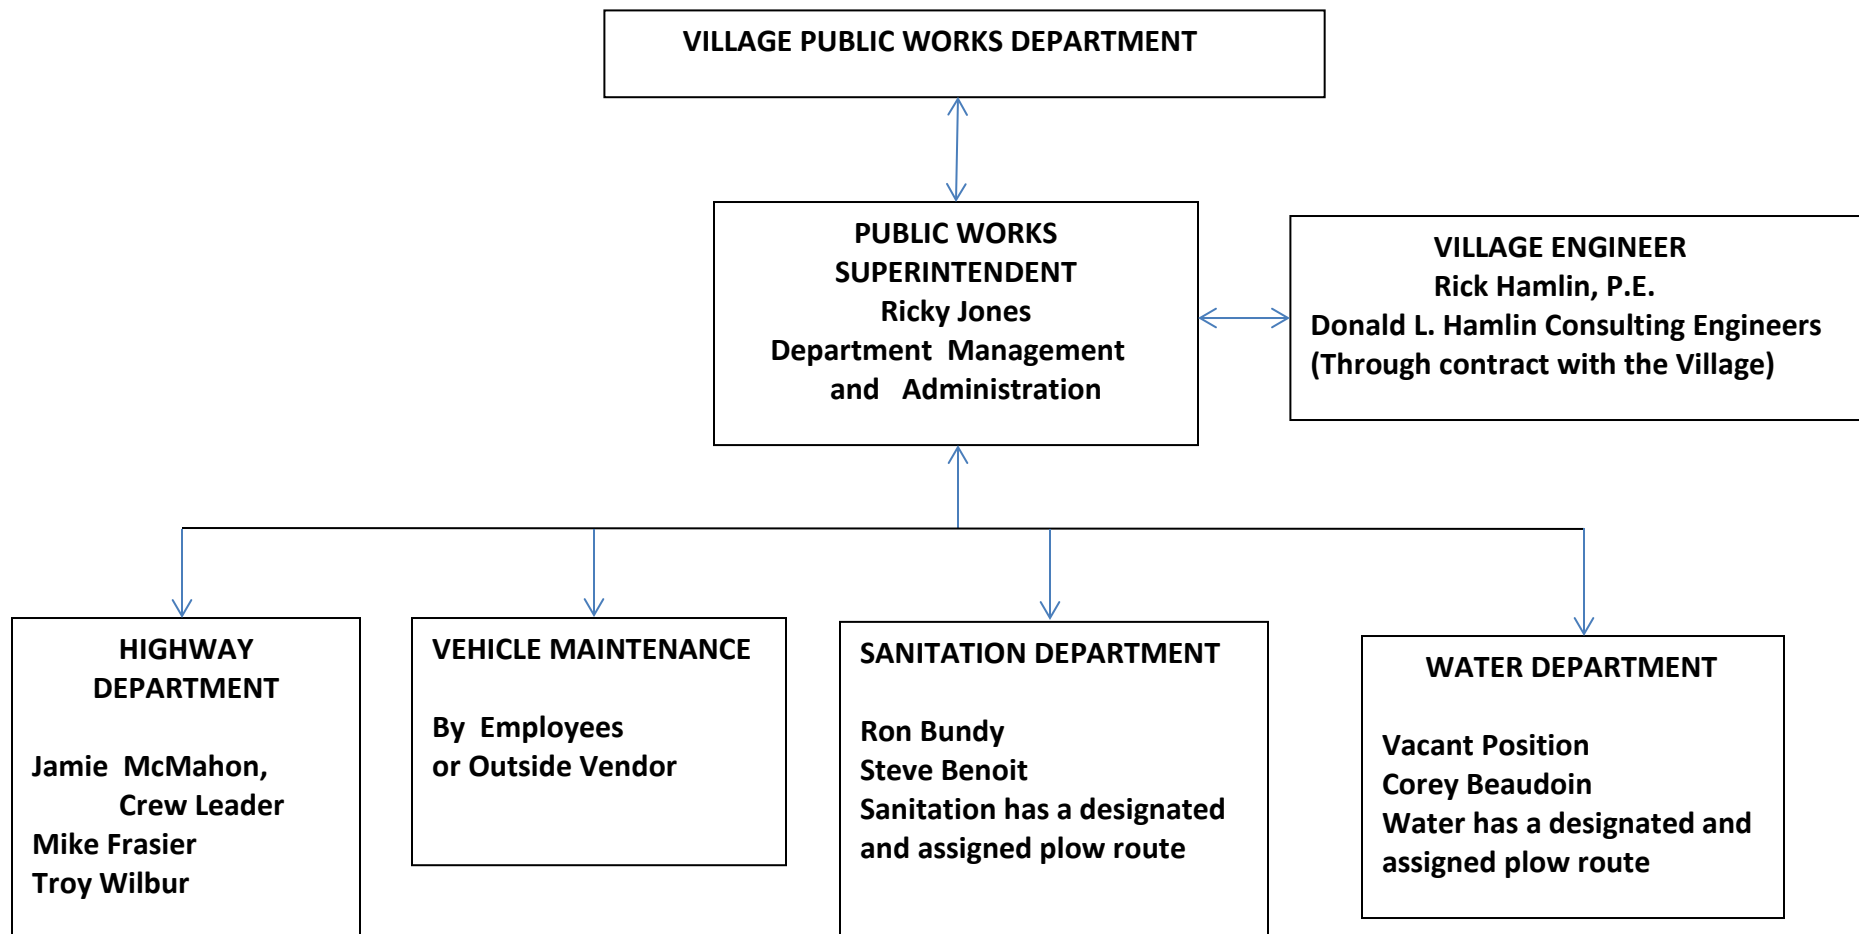 VILLAGE PUBLIC WORKS DEPARTMENT
PUBLIC WORKS
SUPERINTENDENT
Ricky Jones
Department Management
and Administration
VILLAGE ENGINEER
Rick Hamlin, P.E.
Donald L. Hamlin Consulting Engineers
(Through contract with the Village)
HIGHWAY
DEPARTMENT
Jamie McMahon,
Crew Leader
Mike Frasier
Troy Wilbur
VEHICLE MAINTENANCE
By Employees
or Outside Vendor
SANITATION DEPARTMENT
Ron Bundy
Steve Benoit
Sanitation has a designated
and assigned plow route
WATER DEPARTMENT
Vacant Position
Corey Beaudoin
Water has a designated and
assigned plow route